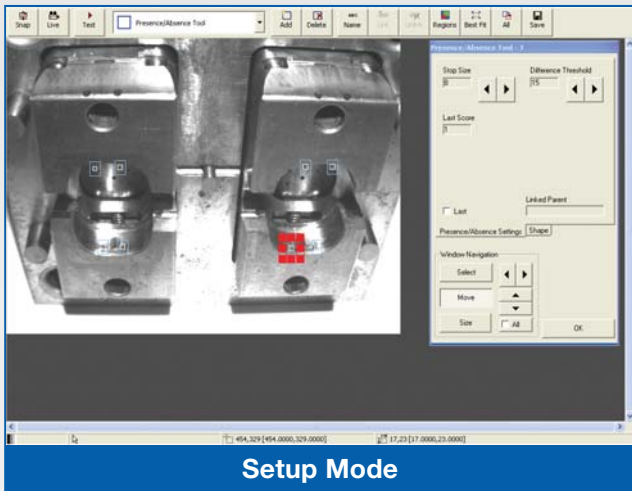 Snap Live Test Presence/Absence Tool Add Delete Name Regions Best Fit All Save
Presence/Absence Tool - 3
Stop Size Difference Threshold
8 15
Last Score
1
Linked Parent
Last
Presence/Absence Settings Shape
Window Navigation
Select
Move
Size All OK
454,329 [454.0000,329.0000] 17,23 [17.0000,23.0000]
Setup Mode